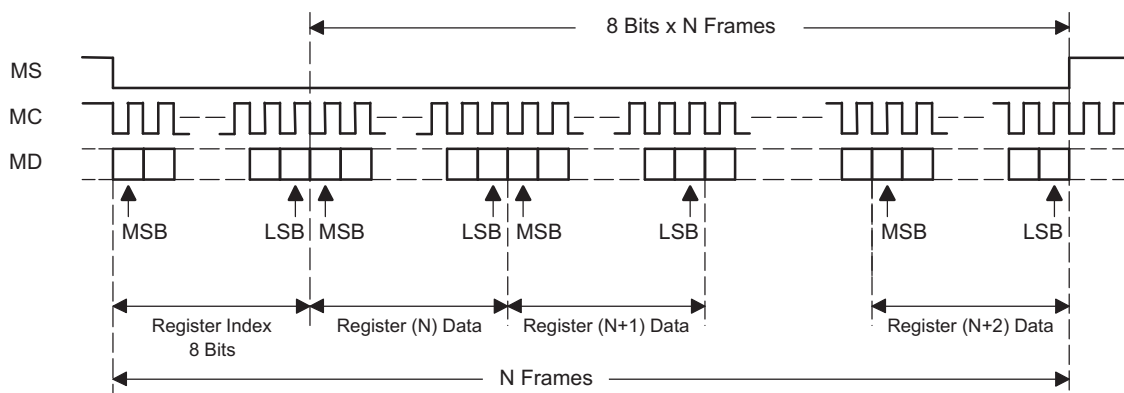 8 Bits x N Frames
MS
MC
MD
MSB
LSB
MSB
LSB
MSB
LSB
MSB
LSB
Register Index
8 Bits
Register (N) Data
Register (N+1) Data
Register (N+2) Data
N Frames